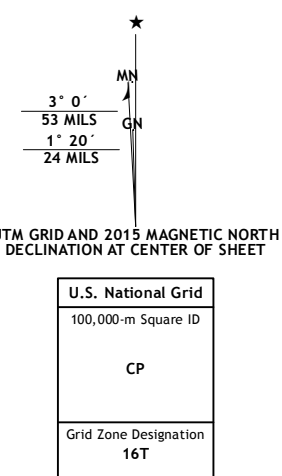 ★
MN
3° 0´
53 MILS
GN
1° 20´
24 MILS
UTM GRID AND 2015 MAGNETIC NORTH
DECLINATION AT CENTER OF SHEET
U.S. National Grid
100,000-m Square ID
CP
Grid Zone Designation
16T